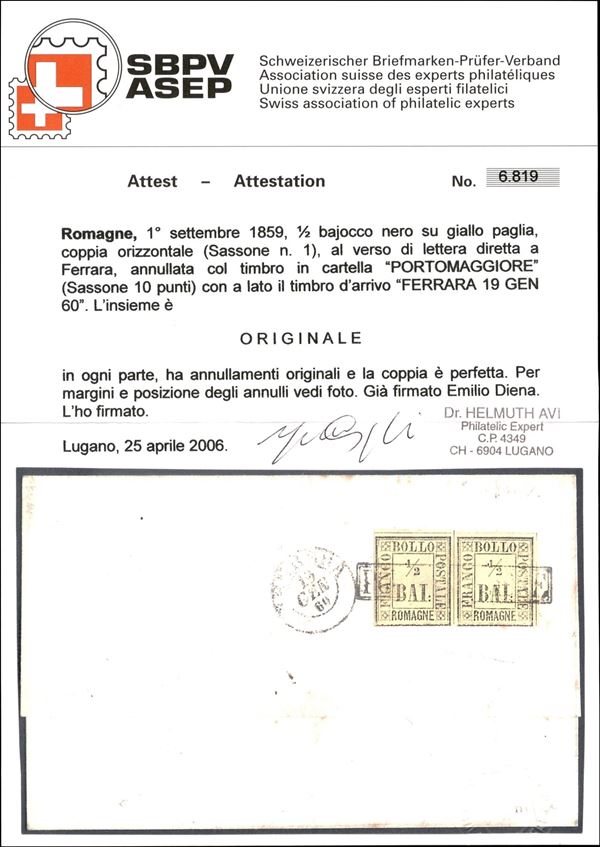 SBPV
ASEP
Schweizerischer Briefmarken-Prüfer-Verband
Association suisse des experts philatéliques
Unione svizzera degli esperti filatelici
Swiss association of philatelic experts
Attest – Attestation No. 6.819
Romagne, 1° settembre 1859, ½ bajocco nero su giallo paglia,
coppia orizzontale (Sassone n. 1), al verso di lettera diretta a
Ferrara, annullata col timbro in cartella “PORTOMAGGIORE”
(Sassone 10 punti) con a lato il timbro d’arrivo “FERRARA 19 GEN
60”. L’insieme è
ORIGINALE
in ogni parte, ha annullamenti originali e la coppia è perfetta. Per
margini e posizione degli annulli vedi foto. Già firmato Emilio Diena.
L’ho firmato.
Lugano, 25 aprile 2006.
Dr. HELMUTH AVI
Philatelic Expert
C.P. 4349
CH - 6904 LUGANO
19
60
FRANCO BOLLO POSTALE
1/2
BAI.
ROMAGNE
FRANCO BOLLO POSTALE
1/2
BAI.
ROMAGNE